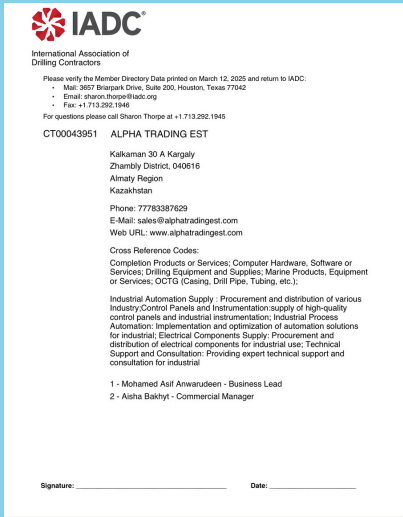 IADC®
International Association of
Drilling Contractors
Please verify the Member Directory Data printed on March 12, 2025 and return to IADC:
• Mail: 3657 Briarpark Drive, Suite 200, Houston, Texas 77042
• Email: sharon.thorpe@iadc.org
• Fax: +1.713.292.1946
For questions please call Sharon Thorpe at +1.713.292.1945
CT00043951 ALPHA TRADING EST
Kalkaman 30 A Kargaly
Zhambly District, 040616
Almaty Region
Kazakhstan
Phone: 77783387629
E-Mail: sales@alphatradingest.com
Web URL: www.alphatradingest.com
Cross Reference Codes:
Completion Products or Services; Computer Hardware, Software or
Services; Drilling Equipment and Supplies; Marine Products, Equipment
or Services; OCTG (Casing, Drill Pipe, Tubing, etc.);
Industrial Automation Supply : Procurement and distribution of various
Industry;Control Panels and Instrumentation:supply of high-quality
control panels and industrial instrumentation; Industrial Process
Automation: Implementation and optimization of automation solutions
for industrial; Electrical Components Supply: Procurement and
distribution of electrical components for industrial use; Technical
Support and Consultation: Providing expert technical support and
consultation for industrial
1 - Mohamed Asif Anwarudeen - Business Lead
2 - Aisha Bakhyt - Commercial Manager
Signature: ________________ Date: ________________